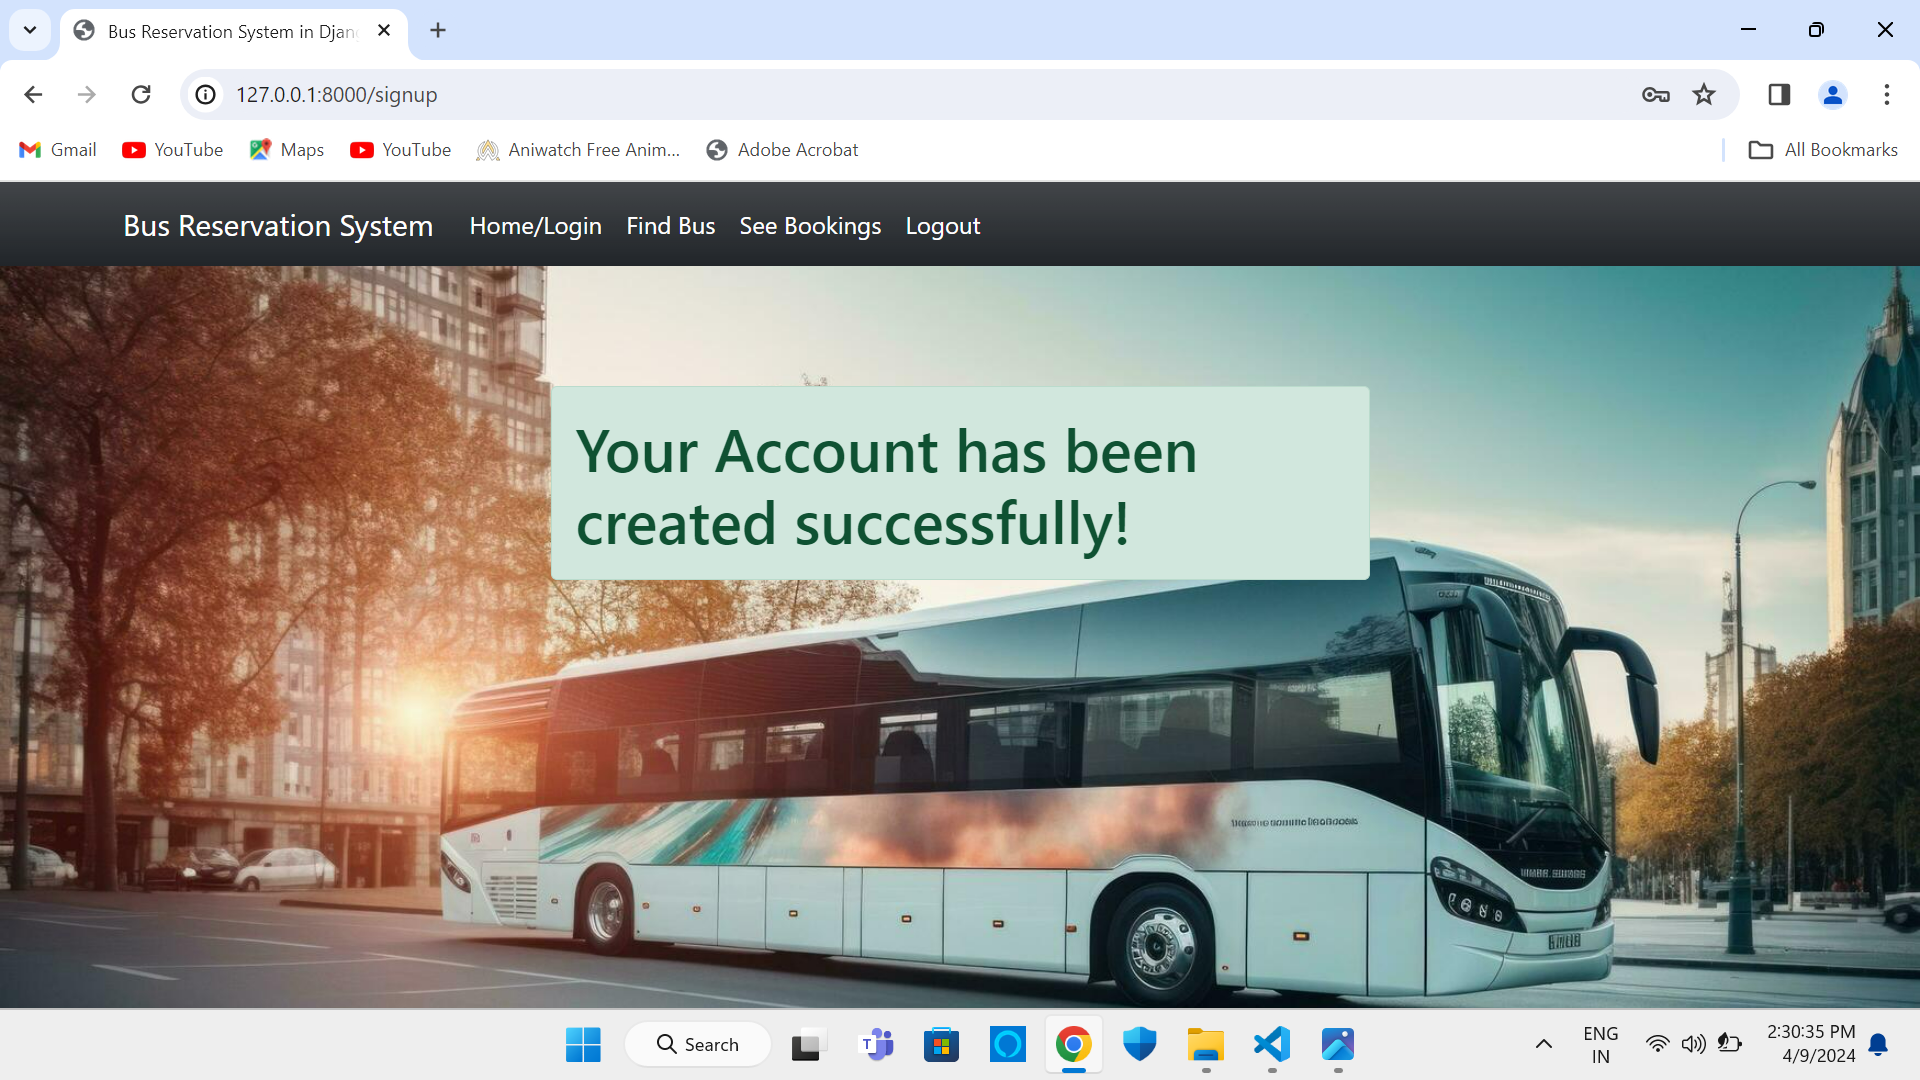 Bus Reservation System in Djan
127.0.0.1:8000/signup
Gmail
YouTube
Maps
YouTube
Aniwatch Free Anim...
Adobe Acrobat
All Bookmarks
Bus Reservation System
Home/Login
Find Bus
See Bookings
Logout
Your Account has been
created successfully!
Search
ENG
IN
2:30:35 PM
4/9/2024